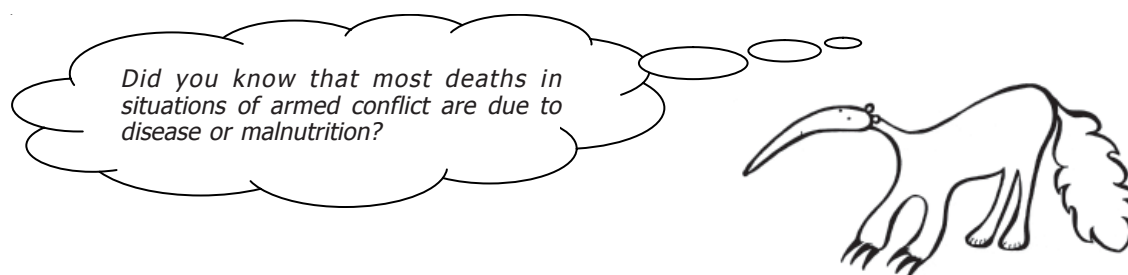 Did you know that most deaths in
situations of armed conflict are due to
disease or malnutrition?